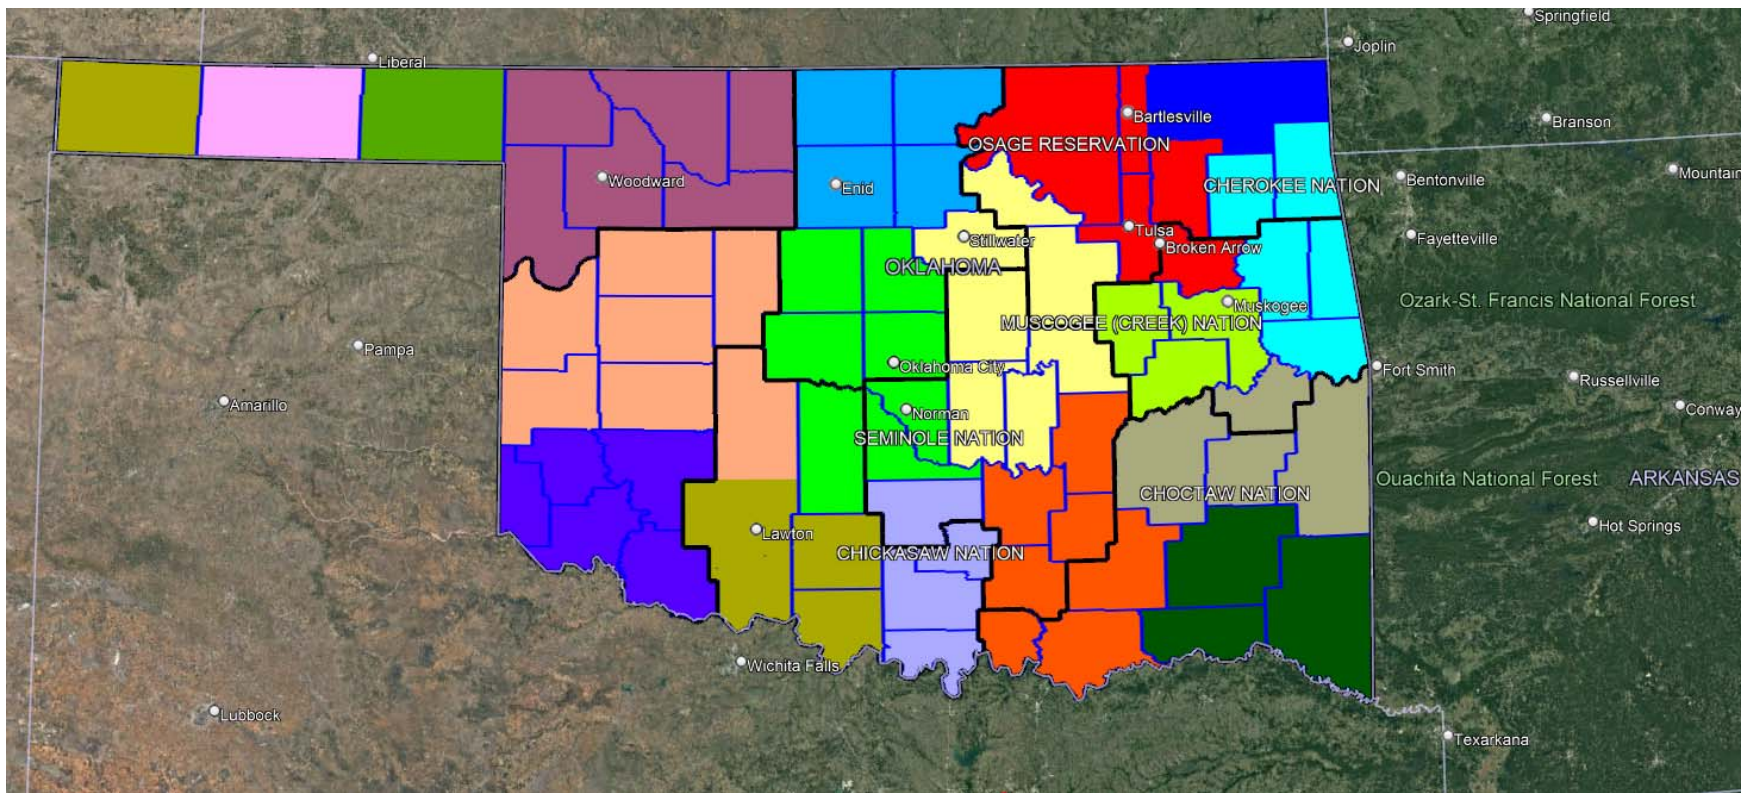 Springfield
Joplin
Liberal
Branson
Bartlesville
OSAGE RESERVATION
Mountain
Bentonville
Woodward
Enid
CHEROKEE NATION
Tulsa
Stillwater
Broken Arrow
Fayetteville
OKLAHOMA
Ozark-St. Francis National Forest
Muskogee
MUSCOGEE (CREEK) NATION
Pampa
Oklahoma City
Fort Smith
Russellville
Amarillo
Norman
Conway
SEMINOLE NATION
Ouachita National Forest
ARKANSAS
CHOCTAW NATION
Hot Springs
Lawton
CHICKASAW NATION
Wichita Falls
Lubbock
Texarkana